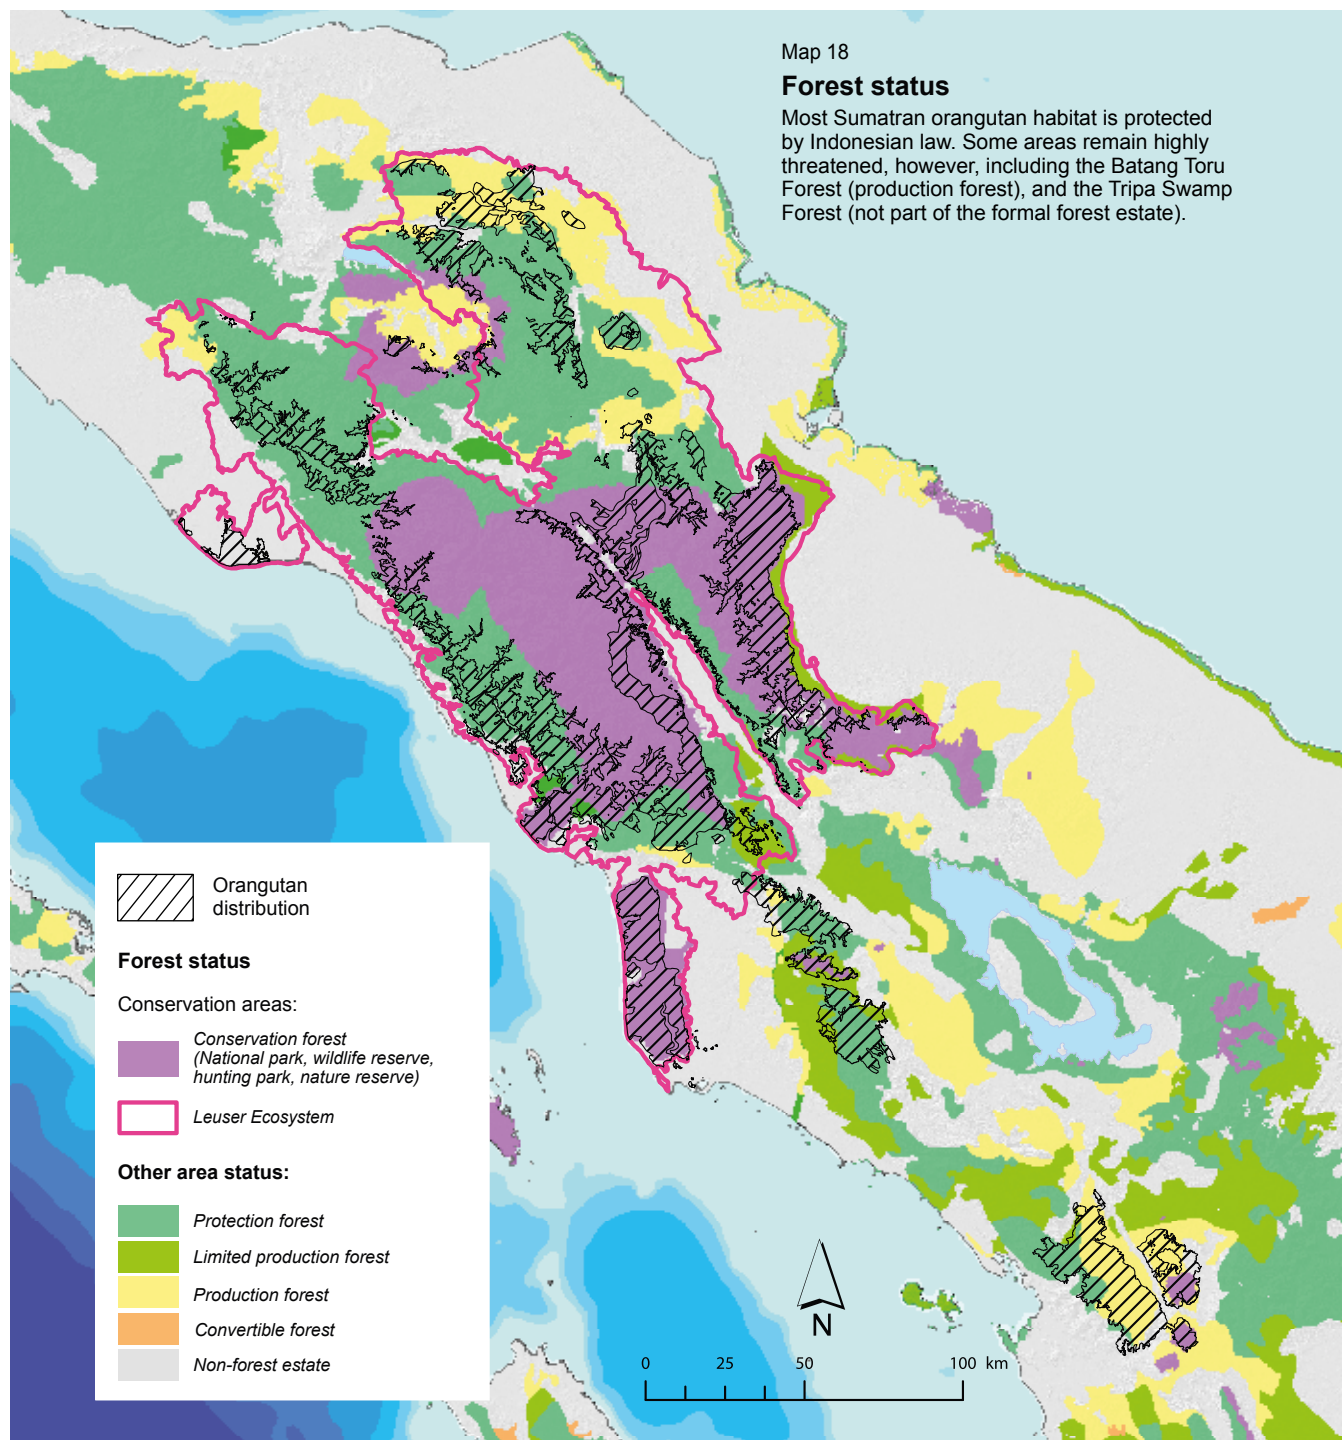 Map 18
Forest status
Most Sumatran orangutan habitat is protected
by Indonesian law. Some areas remain highly
threatened, however, including the Batang Toru
Forest (production forest), and the Tripa Swamp
Forest (not part of the formal forest estate).
Orangutan
distribution
Forest status
Conservation areas:
Conservation forest
(National park, wildlife reserve,
hunting park, nature reserve)
Leuser Ecosystem
Other area status:
Protection forest
Limited production forest
Production forest
Convertible forest
Non-forest estate
N
0 25 50 100 km